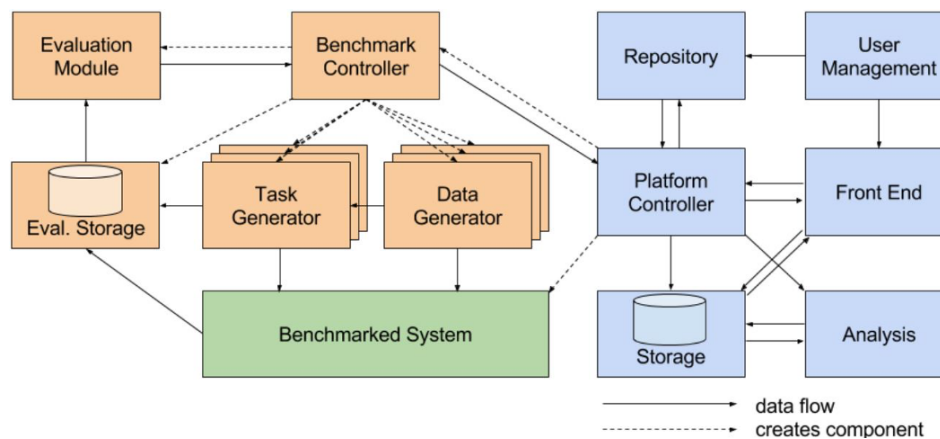 Evaluation
Module
Benchmark
Controller
Repository
User
Management
Eval. Storage
Task
Generator
Data
Generator
Platform
Controller
Front End
Benchmarked System
Storage
Analysis
data flow
creates component